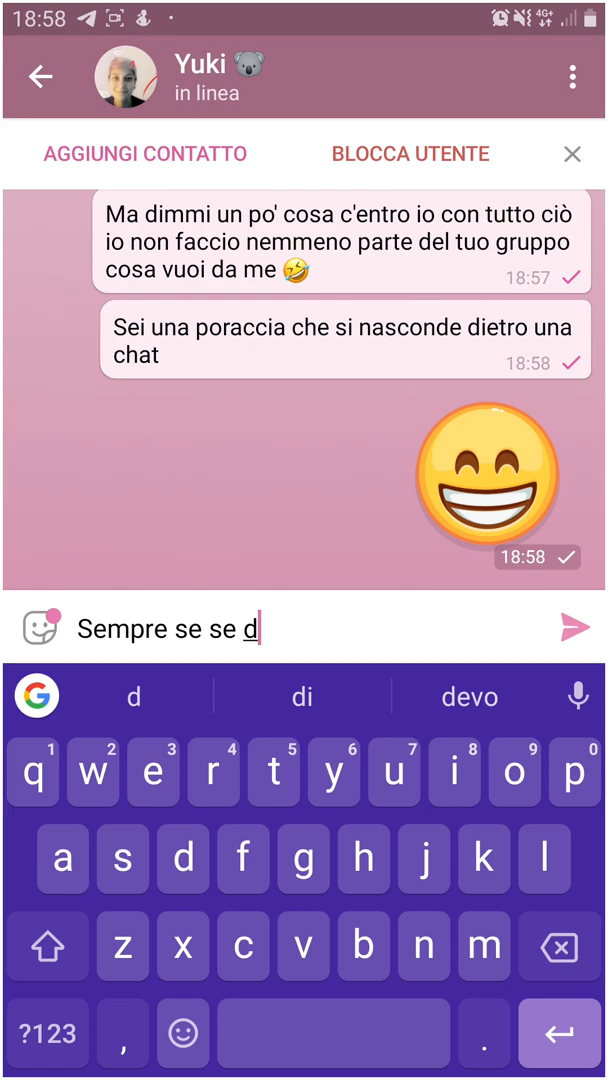 18:58
4G+
Yuki 🐨
in linea
AGGIUNGI CONTATTO BLOCCA UTENTE
Ma dimmi un po' cosa c'entro io con tutto ciò
io non faccio nemmeno parte del tuo gruppo
cosa vuoi da me 🤣
18:57
Sei una poraccia che si nasconde dietro una
chat
18:58
18:58
Sempre se se d
d di devo
1 2 3 4 5 6 7 8 9 0
q w e r t y u i o p
a s d f g h j k l
z x c v b n m
?123 , .